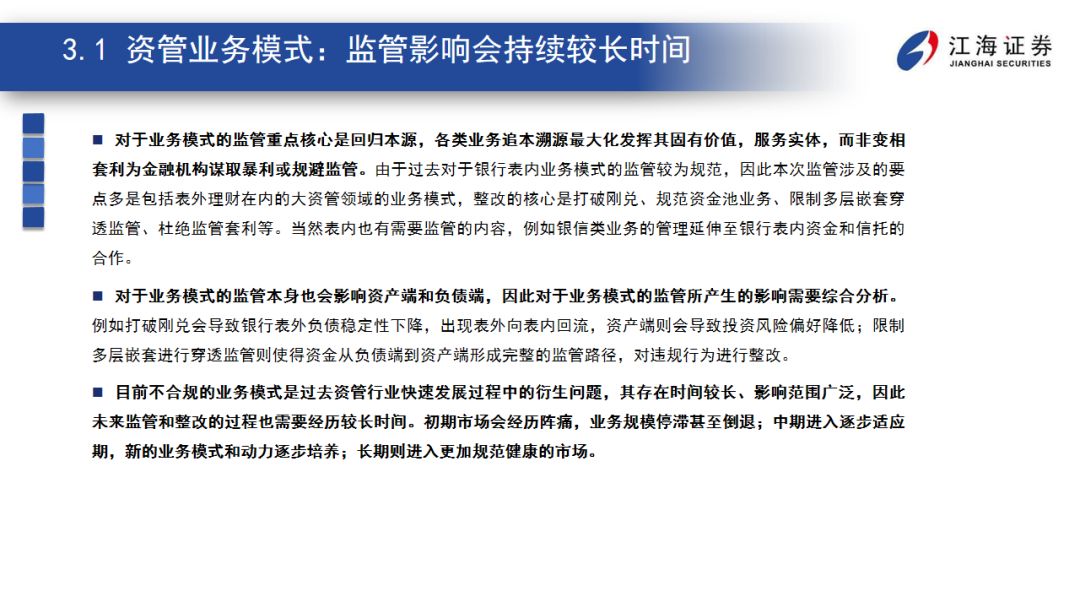 3.1 资管业务模式：监管影响会持续较长时间
江海证券
JIANGHAI SECURITIES
■ 对于业务模式的监管重点核心是回归本源，各类业务追本溯源最大化发挥其固有价值，服务实体，而非变相
套利为金融机构谋取暴利或规避监管。由于过去对于银行表内业务模式的监管较为规范，因此本次监管涉及的要
点多是包括表外理财在内的大资管领域的业务模式，整改的核心是打破刚兑、规范资金池业务、限制多层嵌套穿
透监管、杜绝监管套利等。当然表内也有需要监管的内容，例如银信类业务的管理延伸至银行表内资金和信托的
合作。
■ 对于业务模式的监管本身也会影响资产端和负债端，因此对于业务模式的监管所产生的影响需要综合分析。
例如打破刚兑会导致银行表外负债稳定性下降，出现表外向表内回流，资产端则会导致投资风险偏好降低；限制
多层嵌套进行穿透监管则使得资金从负债端到资产端形成完整的监管路径，对违规行为进行整改。
■ 目前不合规的业务模式是过去资管行业快速发展过程中的衍生问题，其存在时间较长、影响范围广泛，因此
未来监管和整改的过程也需要经历较长时间。初期市场会经历阵痛，业务规模停滞甚至倒退；中期进入逐步适应
期，新的业务模式和动力逐步培养；长期则进入更加规范健康的市场。